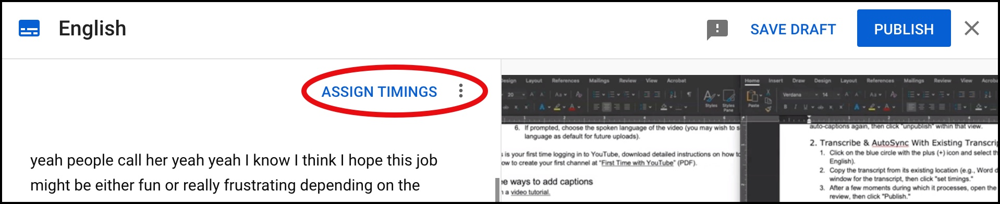 English
SAVE DRAFT
PUBLISH
ASSIGN TIMINGS
yeah people call her yeah yeah I know I think I hope this job
might be either fun or really frustrating depending on the
Design Layout References Mailings Review View Acrobat
20
Aa
Styles
Styles
Pane
6. If prompted, choose the spoken language of the video (you may wish to s
language as default for future uploads).
s is your first time logging in to YouTube, download detailed instructions on how to
ow to create your first channel at "First Time with YouTube" (PDF).
ee ways to add captions
n a video tutorial.
Home Insert Draw Design Layout References Mailings Review View Acroba
Paste
Verdana
14
Aa
B I U
auto-captions again, then click "unpublish" within that view.
2. Transcribe & AutoSync With Existing Transcrip
1. Click on the blue circle with the plus (+) icon and select th
English).
2. Copy the transcript from its existing location (e.g., Word d
window for the transcript, then click "set timings."
3. After a few moments during which it processes, open the
review, then click "Publish."